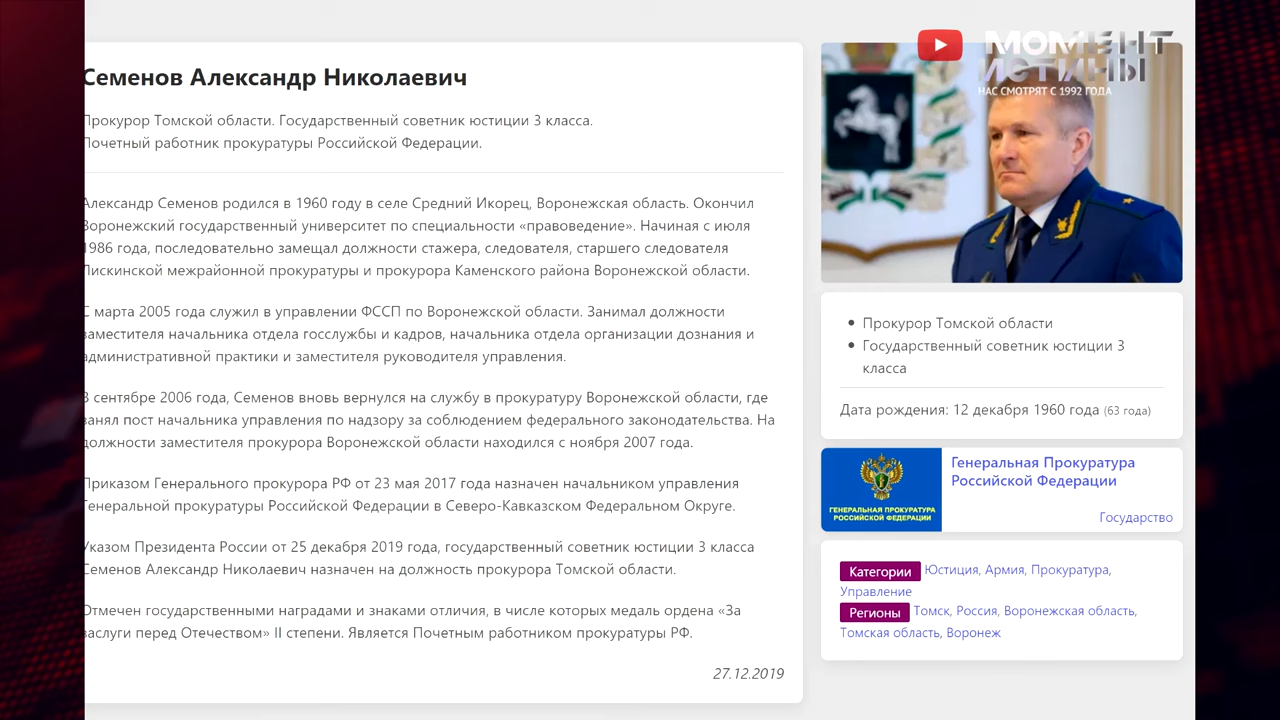 Семенов Александр Николаевич
Прокурор Томской области. Государственный советник юстиции 3 класса.
Почетный работник прокуратуры Российской Федерации.
Александр Семенов родился в 1960 году в селе Средний Икорец, Воронежская область. Окончил
Воронежский государственный университет по специальности «правоведение». Начиная с июля
1986 года, последовательно замещал должности стажера, следователя, старшего следователя
Лискинской межрайонной прокуратуры и прокурора Каменского района Воронежской области.
С марта 2005 года служил в управлении ФССП по Воронежской области. Занимал должности
заместителя начальника отдела госслужбы и кадров, начальника отдела организации дознания и
административной практики и заместителя руководителя управления.
В сентябре 2006 года, Семенов вновь вернулся на службу в прокуратуру Воронежской области, где
занял пост начальника управления по надзору за соблюдением федерального законодательства. На
должности заместителя прокурора Воронежской области находился с ноября 2007 года.
Приказом Генерального прокурора РФ от 23 мая 2017 года назначен начальником управления
Генеральной прокуратуры Российской Федерации в Северо-Кавказском Федеральном Округе.
Указом Президента России от 25 декабря 2019 года, государственный советник юстиции 3 класса
Семенов Александр Николаевич назначен на должность прокурора Томской области.
Отмечен государственными наградами и знаками отличия, в числе которых медаль ордена «За
заслуги перед Отечеством» II степени. Является Почетным работником прокуратуры РФ.
27.12.2019
МОМЕНТ
ИСТИНЫ
НАС СМОТРЯТ С 1992 ГОДА
Прокурор Томской области
Государственный советник юстиции 3
класса
Дата рождения: 12 декабря 1960 года (63 года)
ГЕНЕРАЛЬНАЯ ПРОКУРАТУРА
РОССИЙСКОЙ ФЕДЕРАЦИИ
Генеральная Прокуратура
Российской Федерации
Государство
Категории Юстиция, Армия, Прокуратура,
Управление
Регионы Томск, Россия, Воронежская область,
Томская область, Воронеж